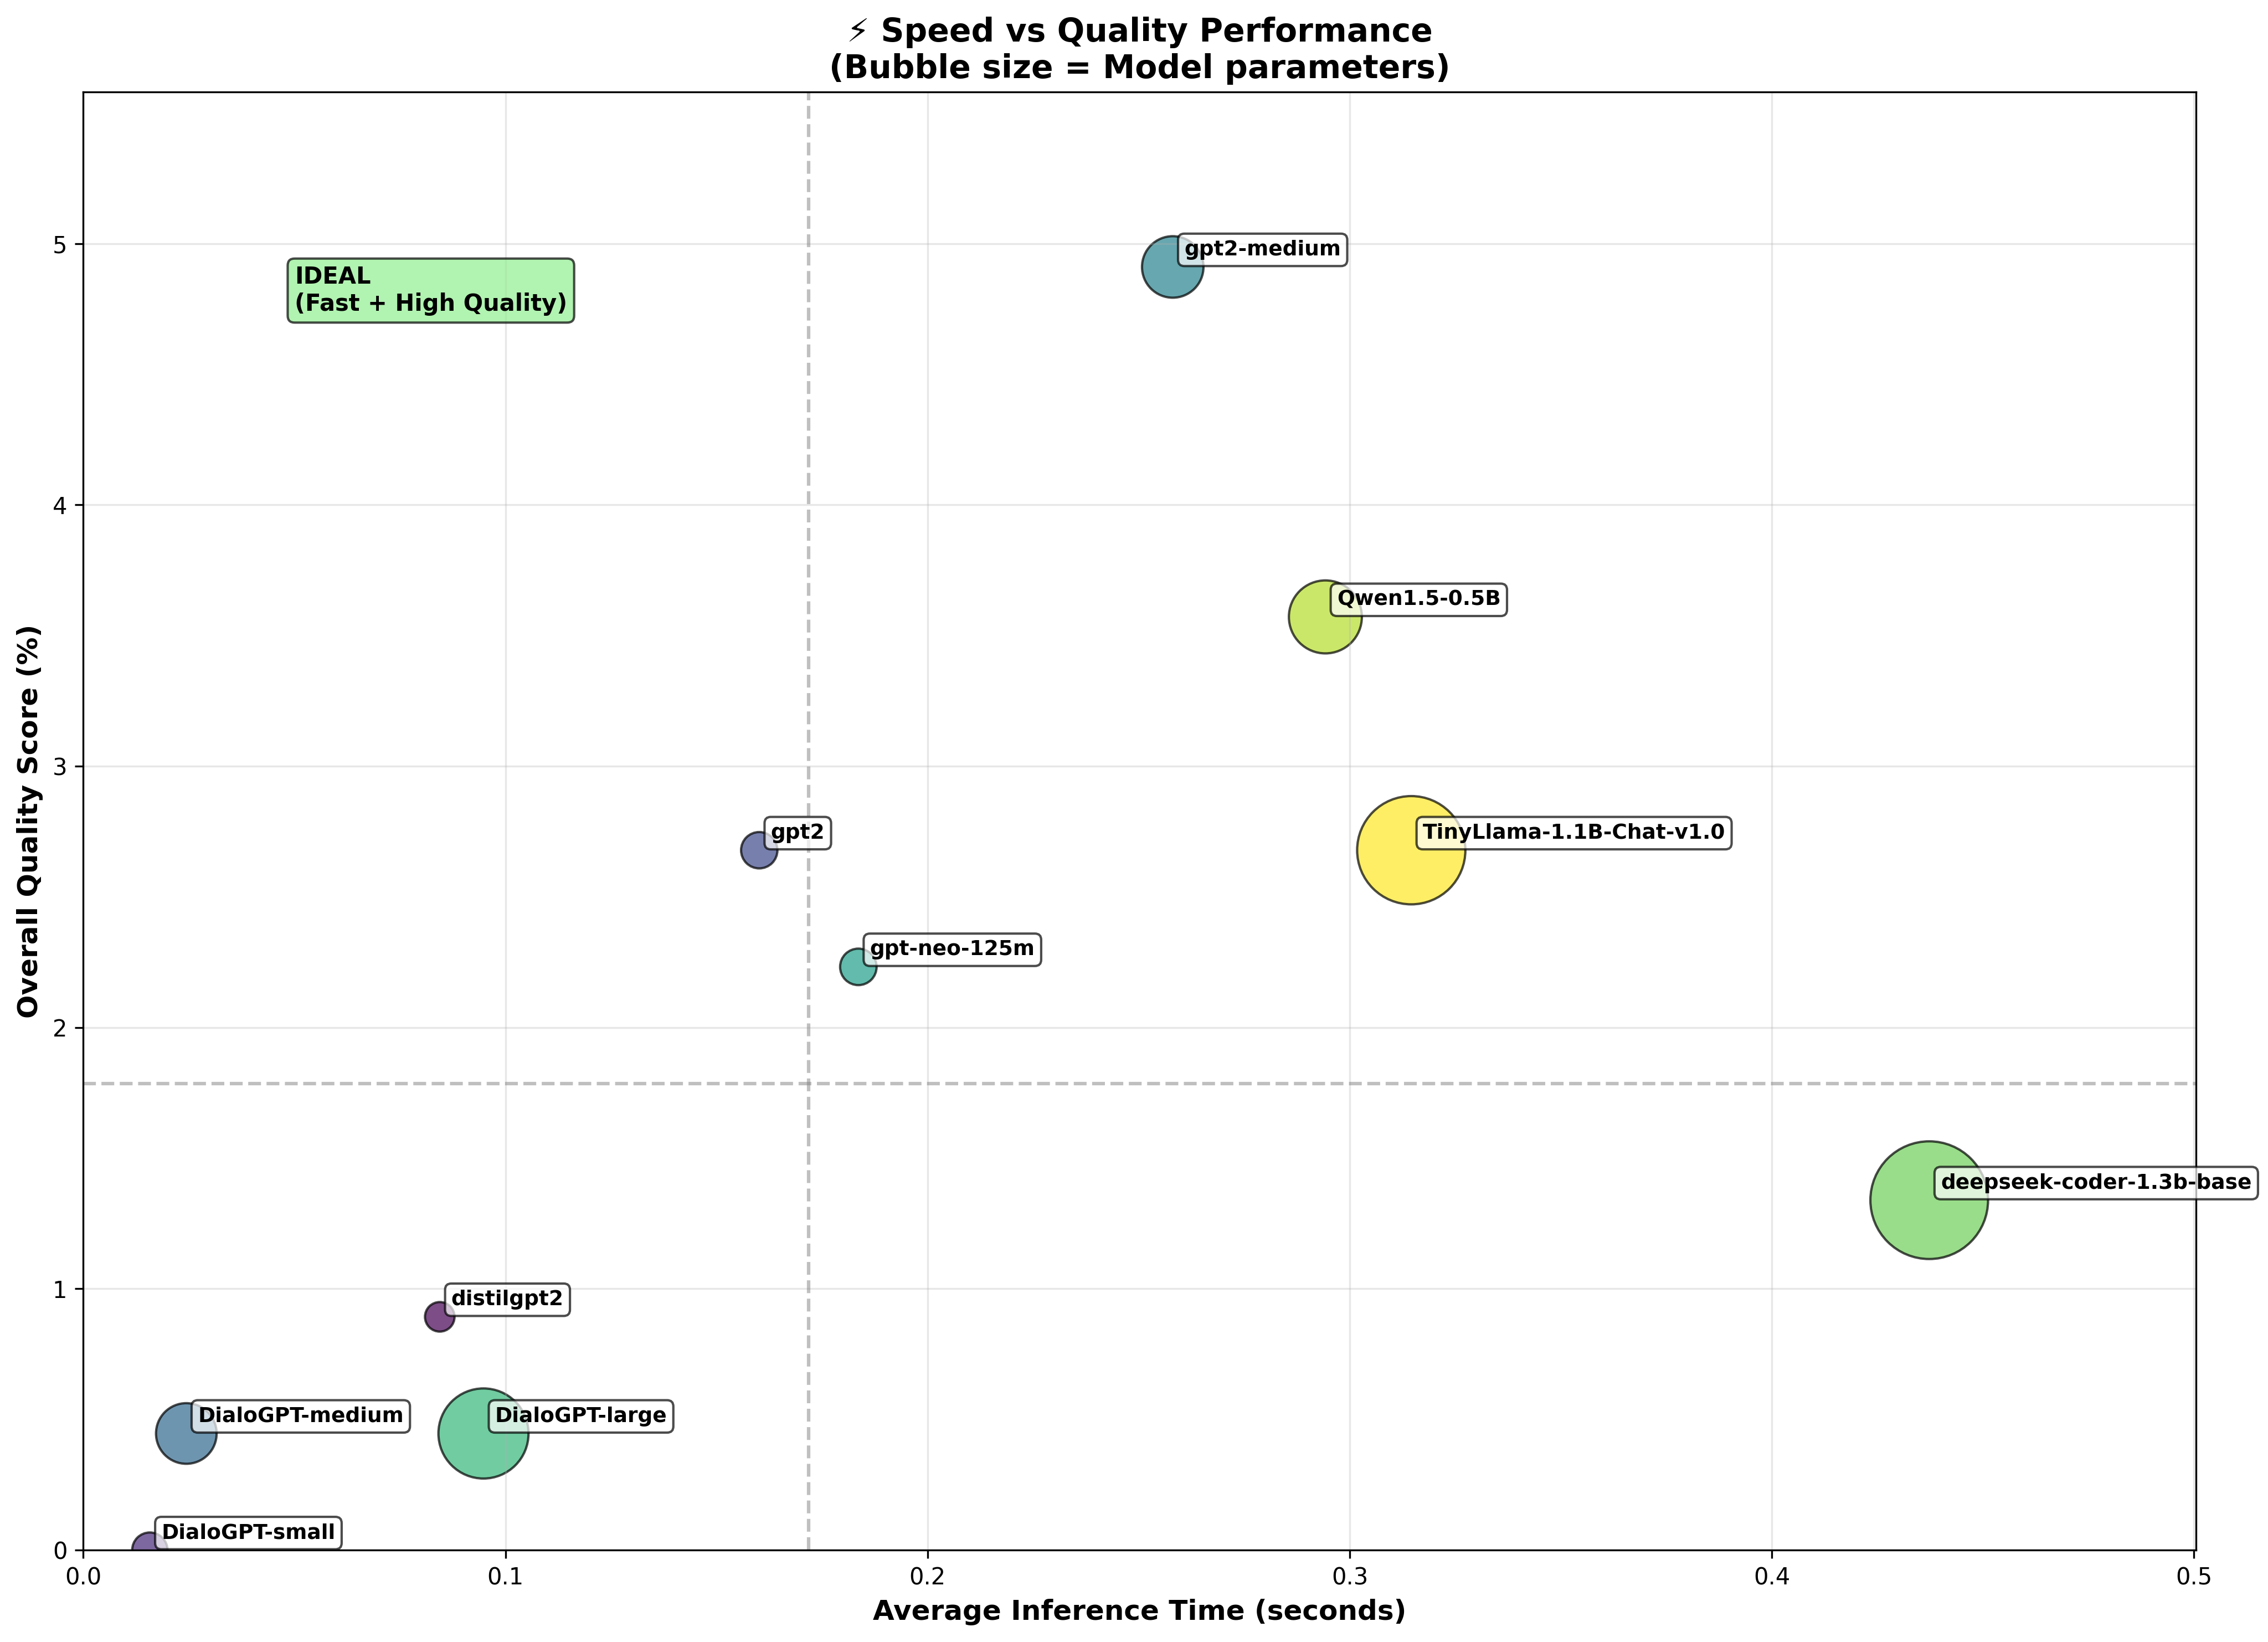 ⚡ Speed vs Quality Performance
(Bubble size = Model parameters)
Overall Quality Score (%)
5
4
3
2
1
0
IDEAL
(Fast + High Quality)
gpt2-medium
Qwen1.5-0.5B
gpt2
TinyLlama-1.1B-Chat-v1.0
gpt-neo-125m
deepseek-coder-1.3b-base
distilgpt2
DialoGPT-medium
DialoGPT-large
DialoGPT-small
0.0
0.1
0.2
0.3
0.4
0.5
Average Inference Time (seconds)